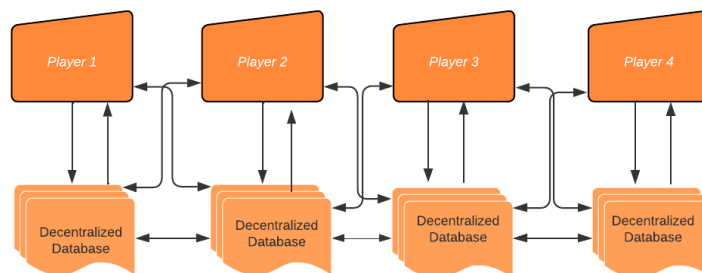 Player 1
Player 2
Player 3
Player 4
Decentralized
Database
Decentralized
Database
Decentralized
Database
Decentralized
Database